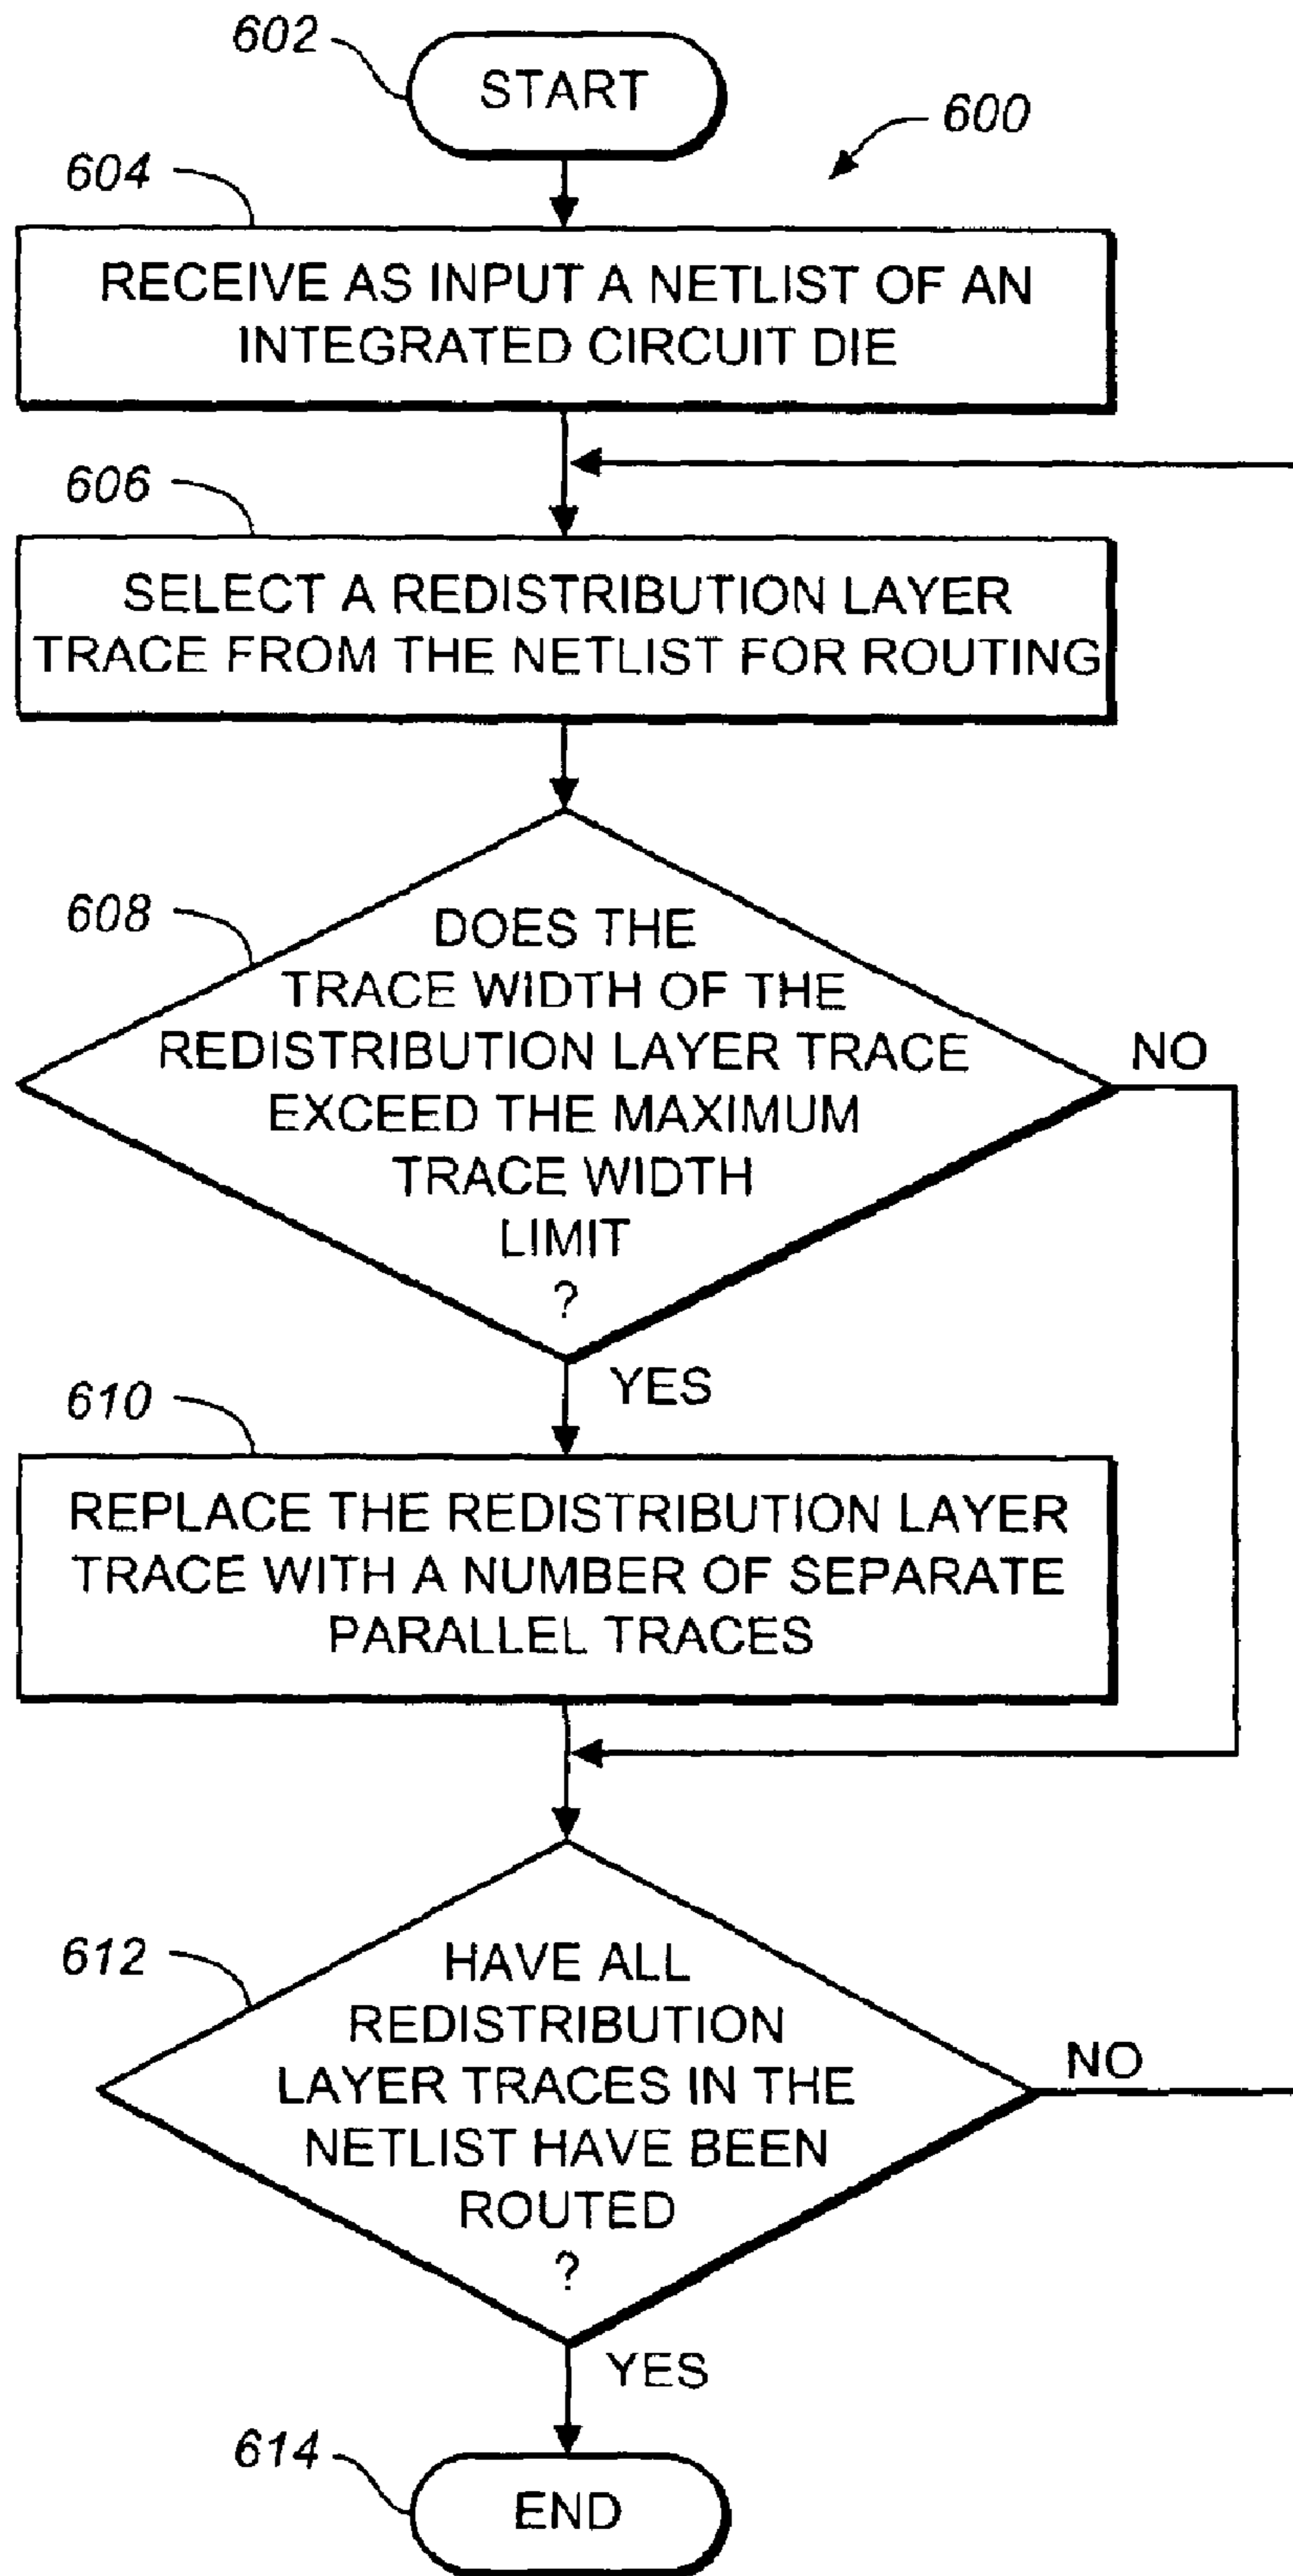 602
START
600
604
RECEIVE AS INPUT A NETLIST OF AN
INTEGRATED CIRCUIT DIE
606
SELECT A REDISTRIBUTION LAYER
TRACE FROM THE NETLIST FOR ROUTING
608
DOES THE
TRACE WIDTH OF THE
REDISTRIBUTION LAYER TRACE
EXCEED THE MAXIMUM
TRACE WIDTH
LIMIT
?
NO
YES
610
REPLACE THE REDISTRIBUTION LAYER
TRACE WITH A NUMBER OF SEPARATE
PARALLEL TRACES
612
HAVE ALL
REDISTRIBUTION
LAYER TRACES IN THE
NETLIST HAVE BEEN
ROUTED
?
NO
YES
614
END